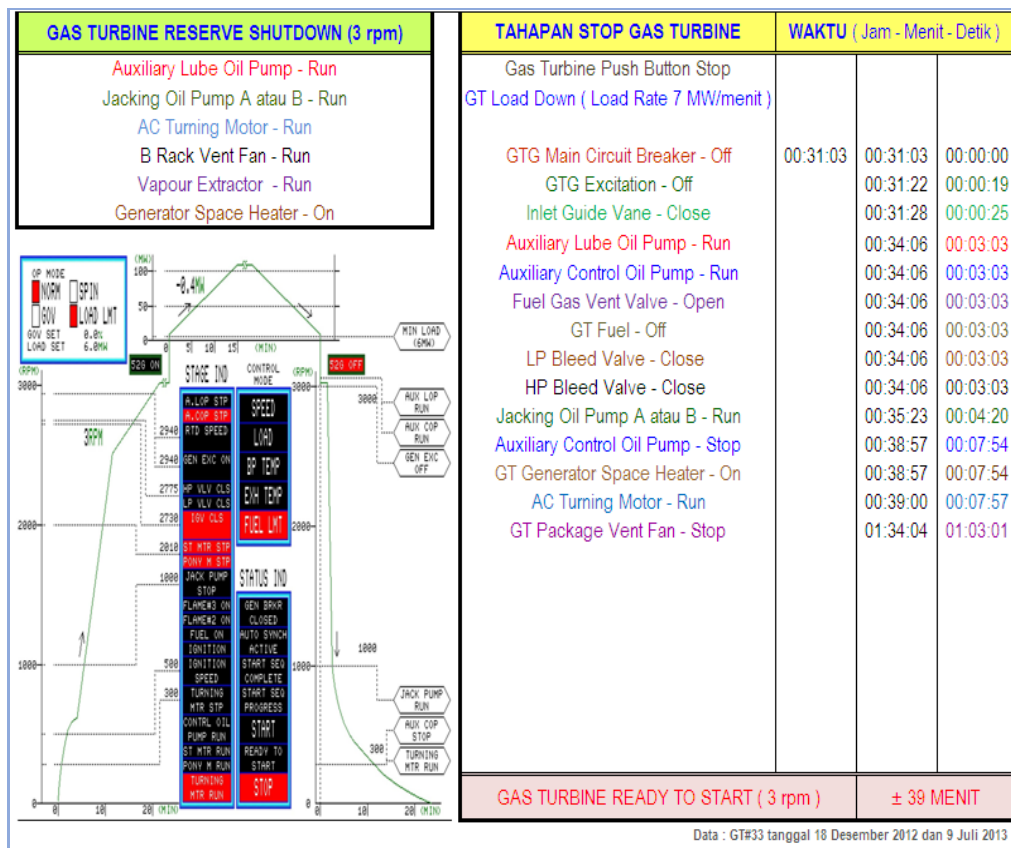 GAS TURBINE RESERVE SHUTDOWN (3 rpm)
Auxiliary Lube Oil Pump - Run
Jacking Oil Pump A atau B - Run
AC Turning Motor - Run
B Rack Vent Fan - Run
Vapour Extractor - Run
Generator Space Heater - On
OP MODE
NORM SPIN
GOV LOAD LMT
GOV SET 0.0%
LOAD SET 6.0MW
(MW)
100
50
0
-0.4MW
0 5 10 15 (MIN)
MIN LOAD
(6MW)
52G ON
52G OFF
(RPM)
3000
2000
1000
0
3RPM
2940
2940
2775
2730
2010
1000
500
300
0 10 20 (MIN)
STAGE IND
A.LOP STP
A.COP STP
RTD SPEED
GEN EXC ON
HP VLV CLS
LP VLV CLS
IGV CLS
ST MTR STP
PONY M STP
JACK PUMP
STOP
FLAME#3 ON
FLAME#2 ON
FUEL ON
IGNITION
IGNITION
SPEED
TURNING
MTR STP
CONTRL OIL
PUMP RUN
ST MTR RUN
PONY M RUN
TURNING
MTR RUN
CONTROL
MODE
SPEED
LOAD
BP TEMP
EXH TEMP
FUEL LMT
STATUS IND
GEN BRKR
CLOSED
AUTO SYNCH
ACTIVE
START SEQ
COMPLETE
START SEQ
PROGRESS
START
READY TO
START
STOP
(RPM)
3000
2000
1000
0
3000
1000
300
0 10 20 (MIN)
AUX LOP
RUN
AUX COP
RUN
GEN EXC
OFF
JACK PUMP
RUN
AUX COP
STOP
TURNING
MTR RUN
TAHAPAN STOP GAS TURBINE WAKTU ( Jam - Menit - Detik )
Gas Turbine Push Button Stop
GT Load Down ( Load Rate 7 MW/menit )
GTG Main Circuit Breaker - Off 00:31:03 00:31:03 00:00:00
GTG Excitation - Off 00:31:22 00:00:19
Inlet Guide Vane - Close 00:31:28 00:00:25
Auxiliary Lube Oil Pump - Run 00:34:06 00:03:03
Auxiliary Control Oil Pump - Run 00:34:06 00:03:03
Fuel Gas Vent Valve - Open 00:34:06 00:03:03
GT Fuel - Off 00:34:06 00:03:03
LP Bleed Valve - Close 00:34:06 00:03:03
HP Bleed Valve - Close 00:34:06 00:03:03
Jacking Oil Pump A atau B - Run 00:35:23 00:04:20
Auxiliary Control Oil Pump - Stop 00:38:57 00:07:54
GT Generator Space Heater - On 00:38:57 00:07:54
AC Turning Motor - Run 00:39:00 00:07:57
GT Package Vent Fan - Stop 01:34:04 01:03:01
GAS TURBINE READY TO START ( 3 rpm ) ± 39 MENIT
Data : GT#33 tanggal 18 Desember 2012 dan 9 Juli 2013